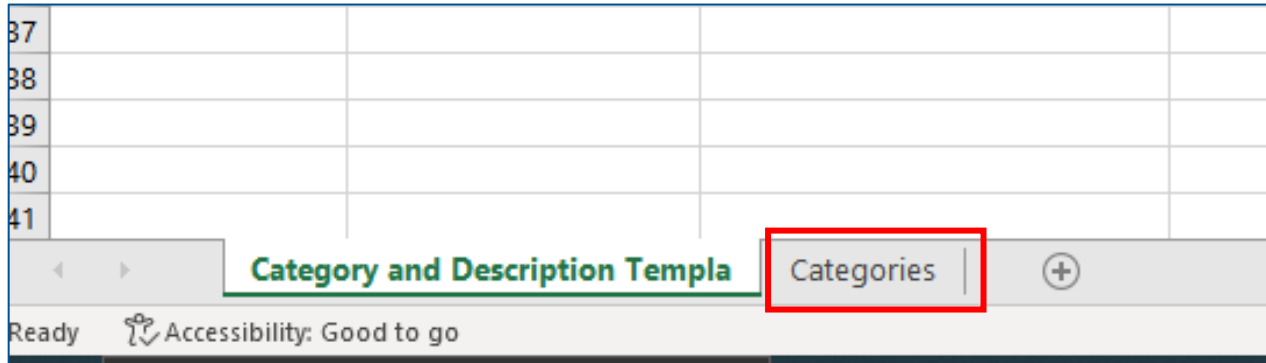 37
38
39
40
41
Category and Description Templa Categories
Ready Accessibility: Good to go